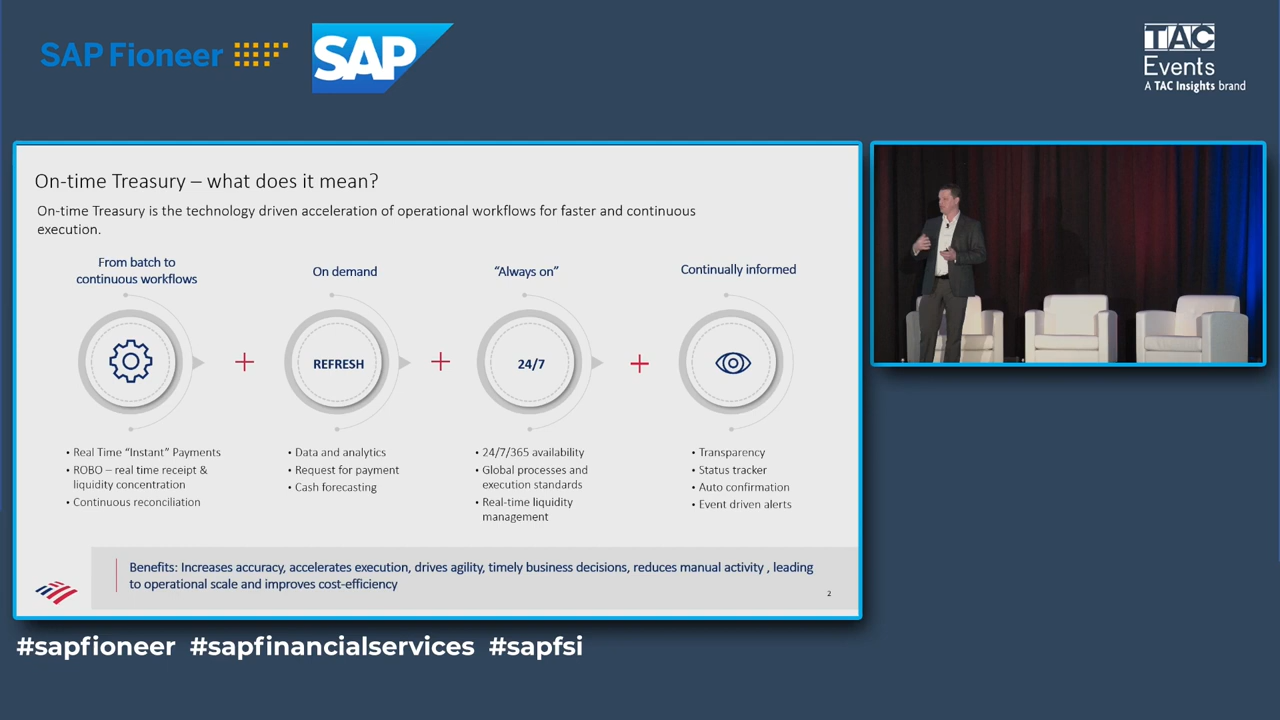 SAP Fioneer
SAP
TAC
Events
A TAC Insights brand
On-time Treasury – what does it mean?
On-time Treasury is the technology driven acceleration of operational workflows for faster and continuous
execution.
From batch to
continuous workflows
• Real Time “Instant” Payments
• ROBO – real time receipt &
liquidity concentration
• Continuous reconciliation
On demand
REFRESH
• Data and analytics
• Request for payment
• Cash forecasting
“Always on”
24/7
• 24/7/365 availability
• Global processes and
execution standards
• Real-time liquidity
management
Continually informed
• Transparency
• Status tracker
• Auto confirmation
• Event driven alerts
Benefits: Increases accuracy, accelerates execution, drives agility, timely business decisions, reduces manual activity , leading
to operational scale and improves cost-efficiency
2
#sapfioneer #sapfinancialservices #sapfsi